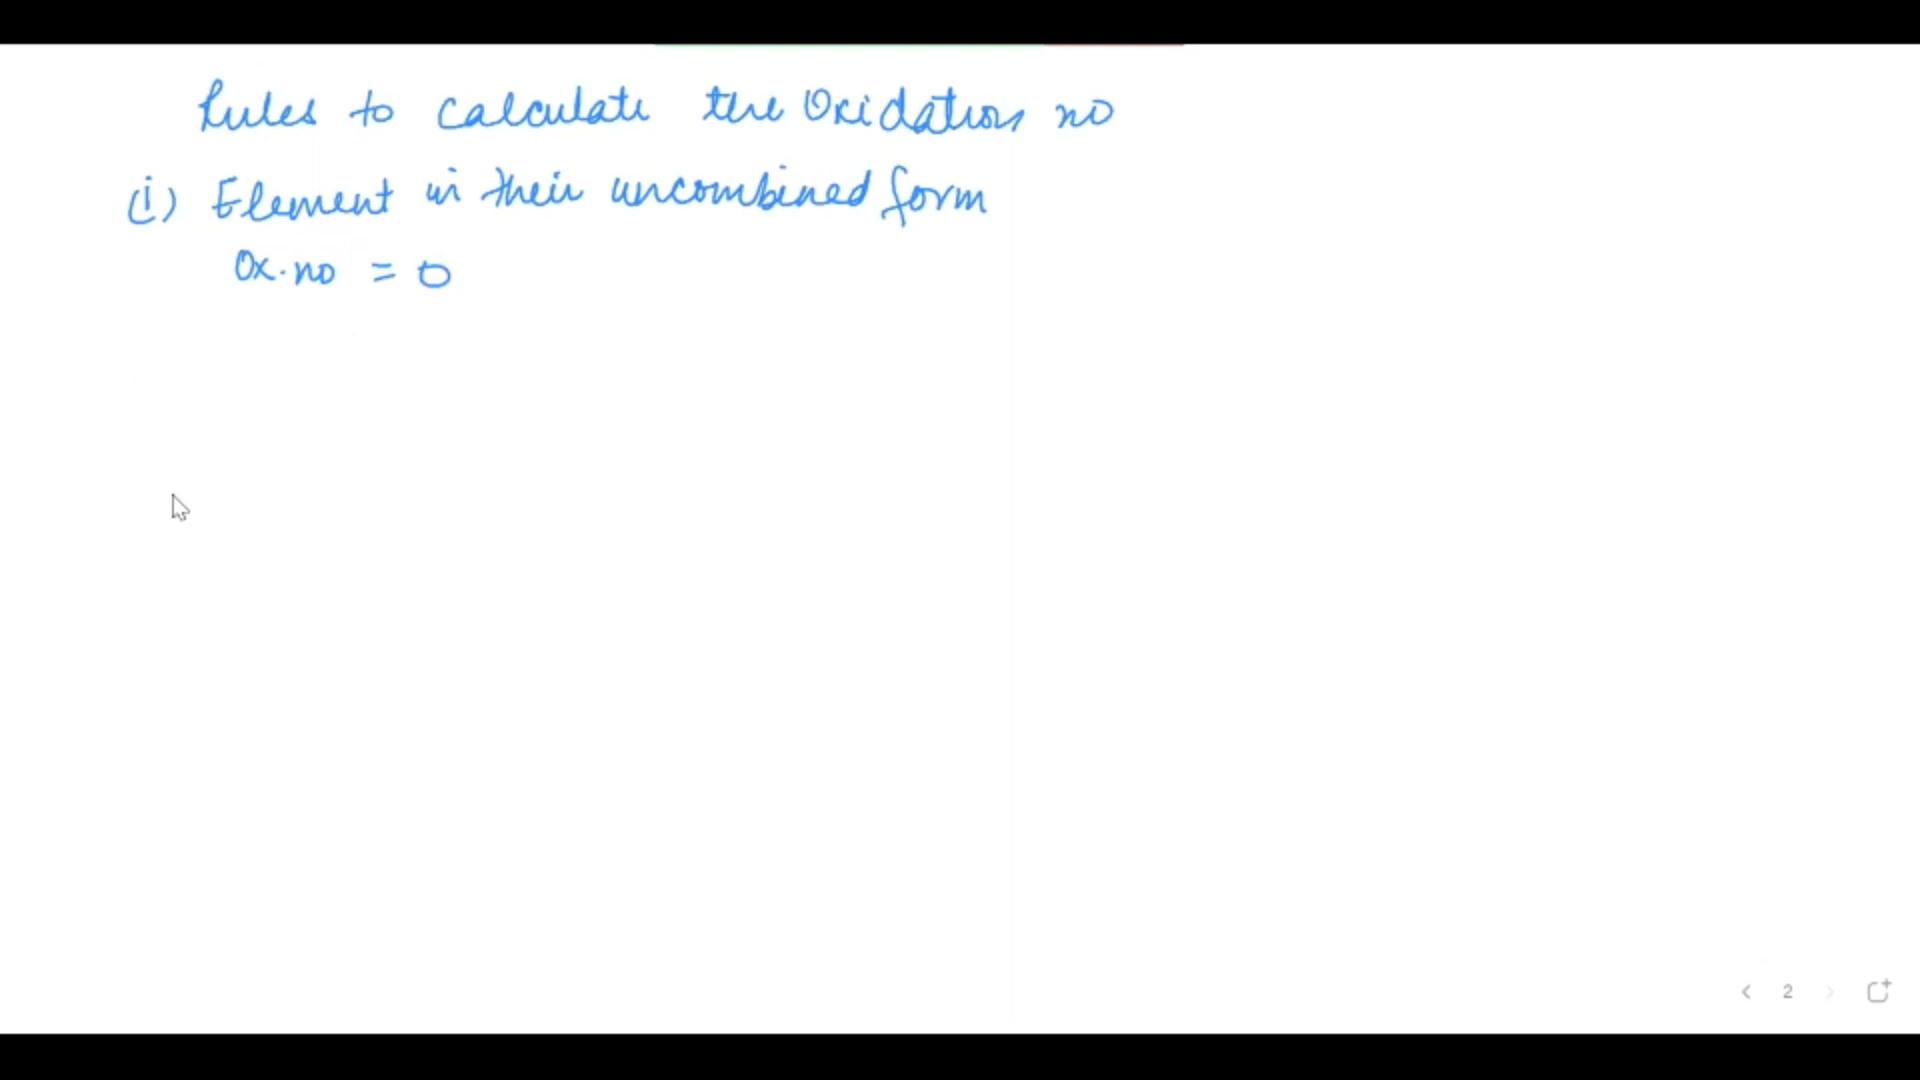 Rules to calculate the Oxidation no
(i) Element in their uncombined form
Ox.no = 0
2